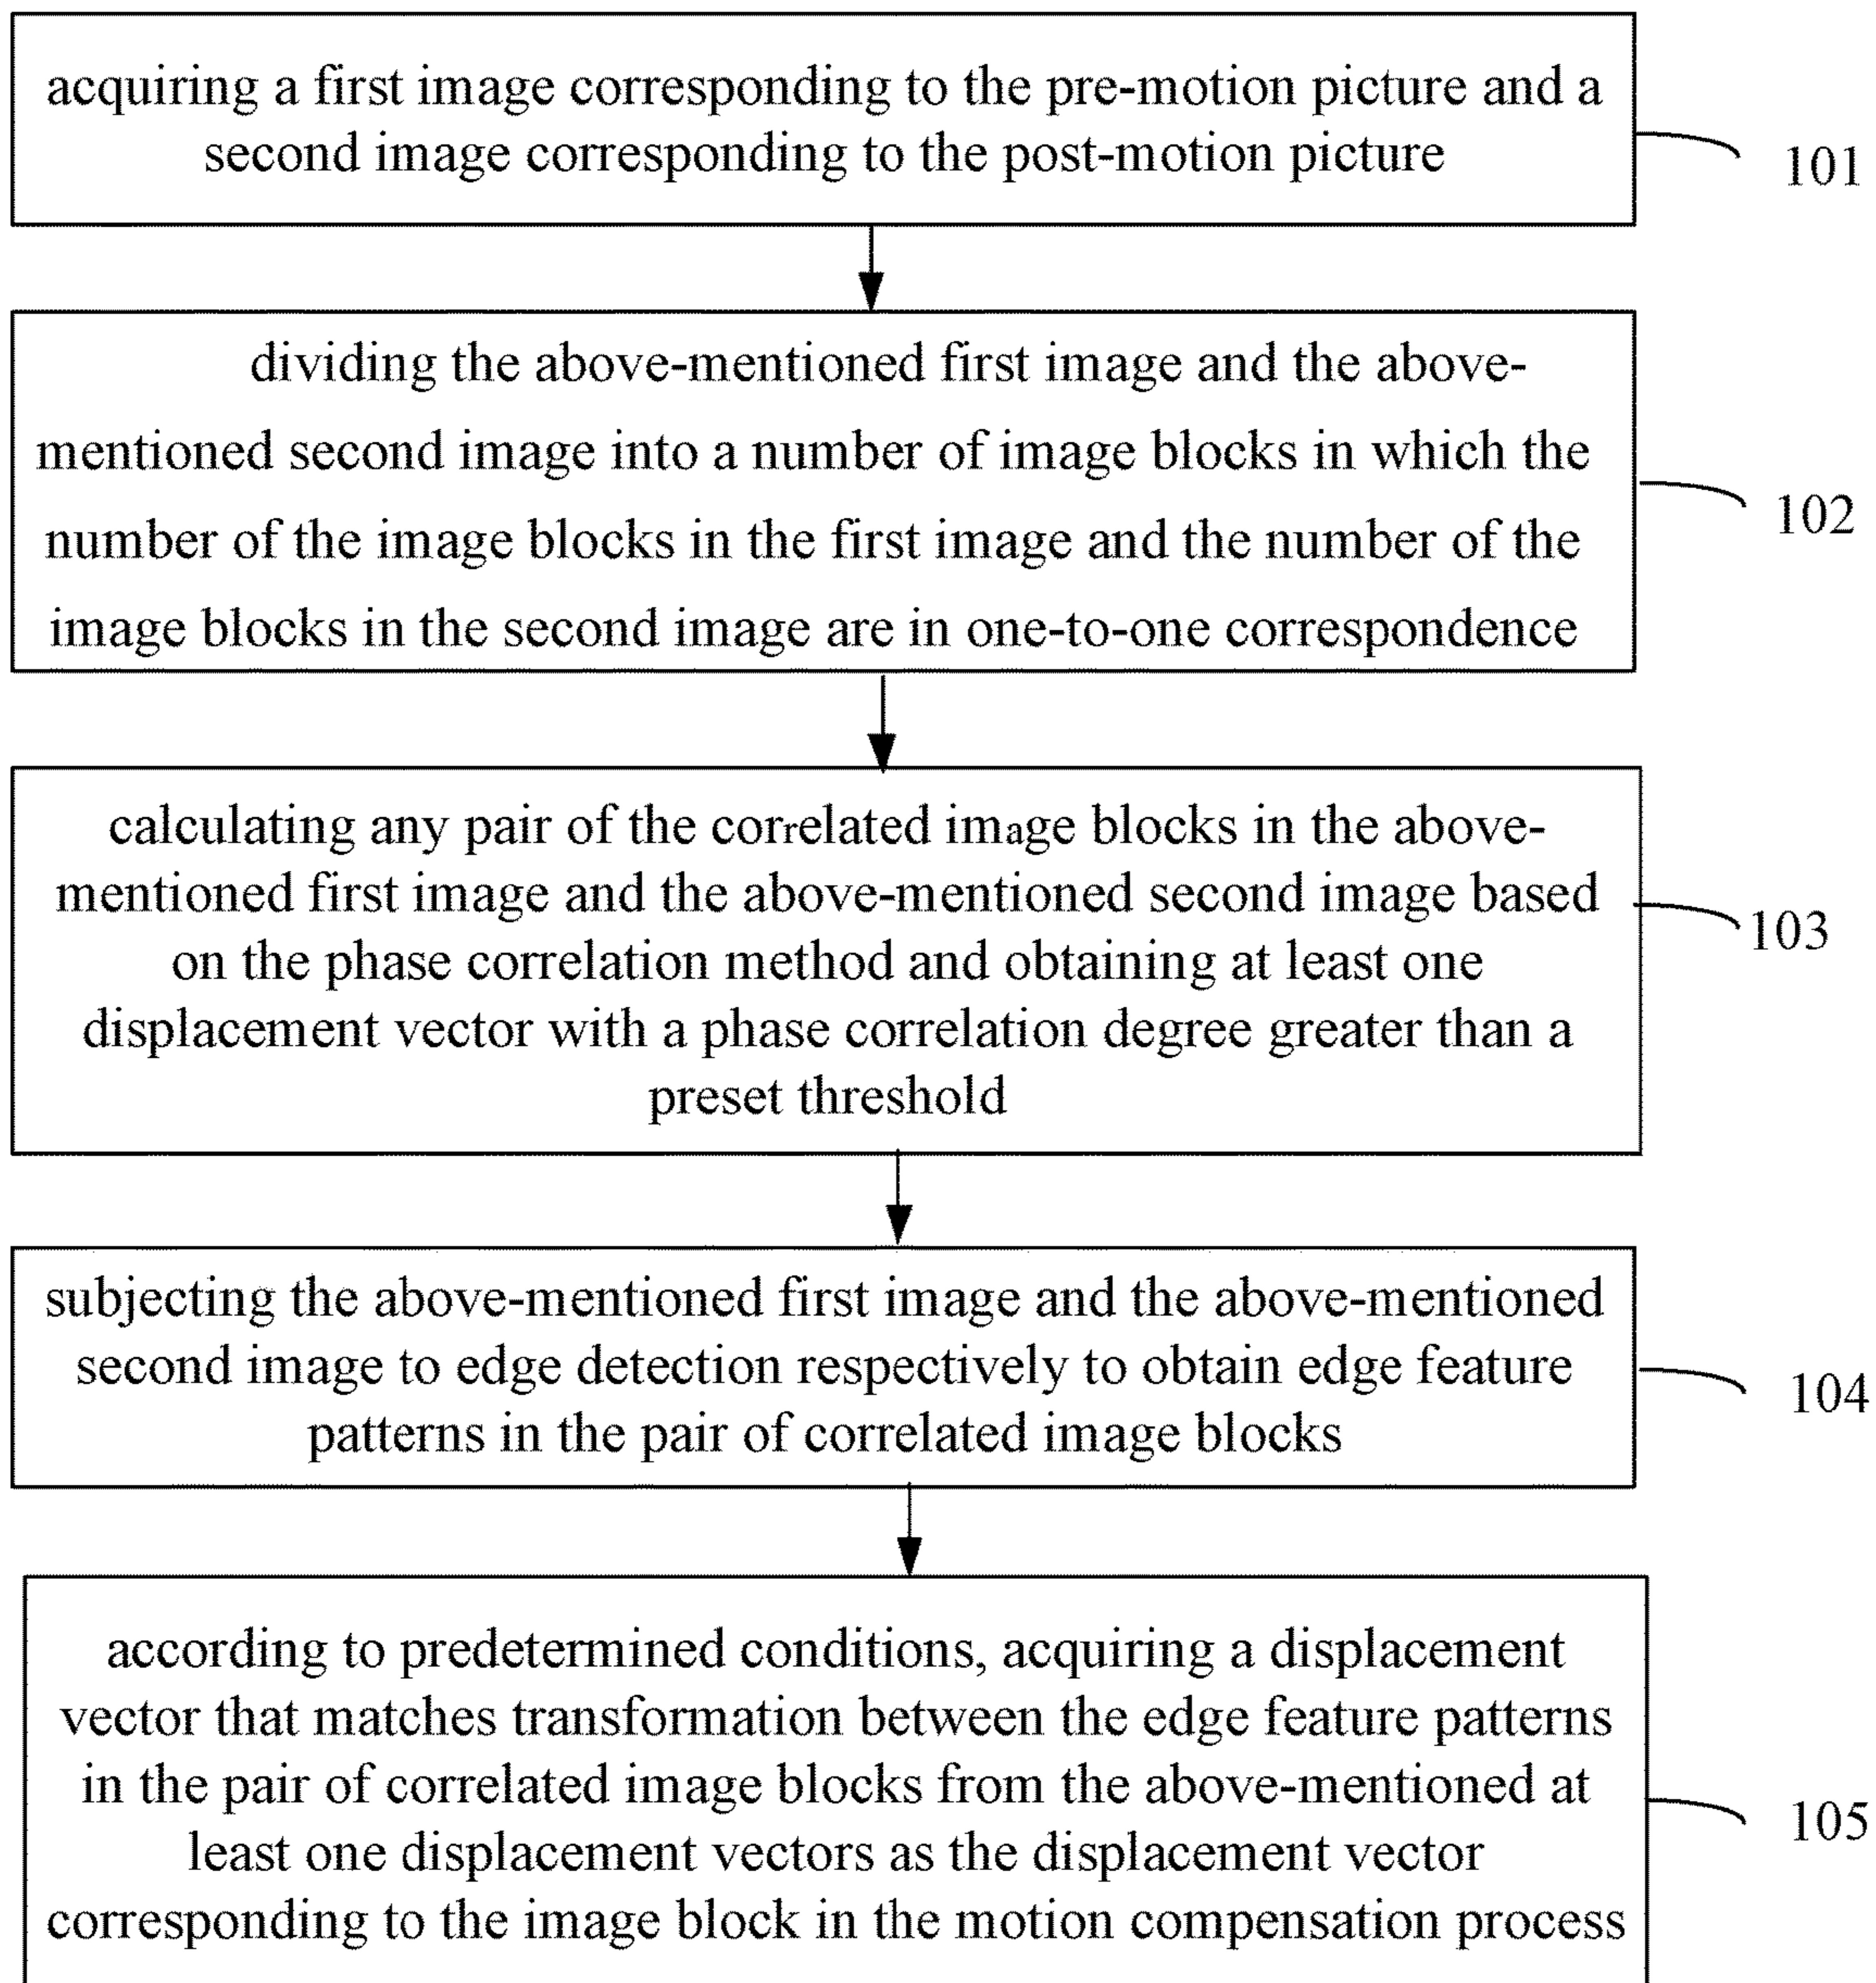 acquiring a first image corresponding to the pre-motion picture and a
second image corresponding to the post-motion picture
101
dividing the above-mentioned first image and the above-
mentioned second image into a number of image blocks in which the
number of the image blocks in the first image and the number of the
image blocks in the second image are in one-to-one correspondence
102
calculating any pair of the correlated image blocks in the above-
mentioned first image and the above-mentioned second image based
on the phase correlation method and obtaining at least one
displacement vector with a phase correlation degree greater than a
preset threshold
103
subjecting the above-mentioned first image and the above-mentioned
second image to edge detection respectively to obtain edge feature
patterns in the pair of correlated image blocks
104
according to predetermined conditions, acquiring a displacement
vector that matches transformation between the edge feature patterns
in the pair of correlated image blocks from the above-mentioned at
least one displacement vectors as the displacement vector
corresponding to the image block in the motion compensation process
105